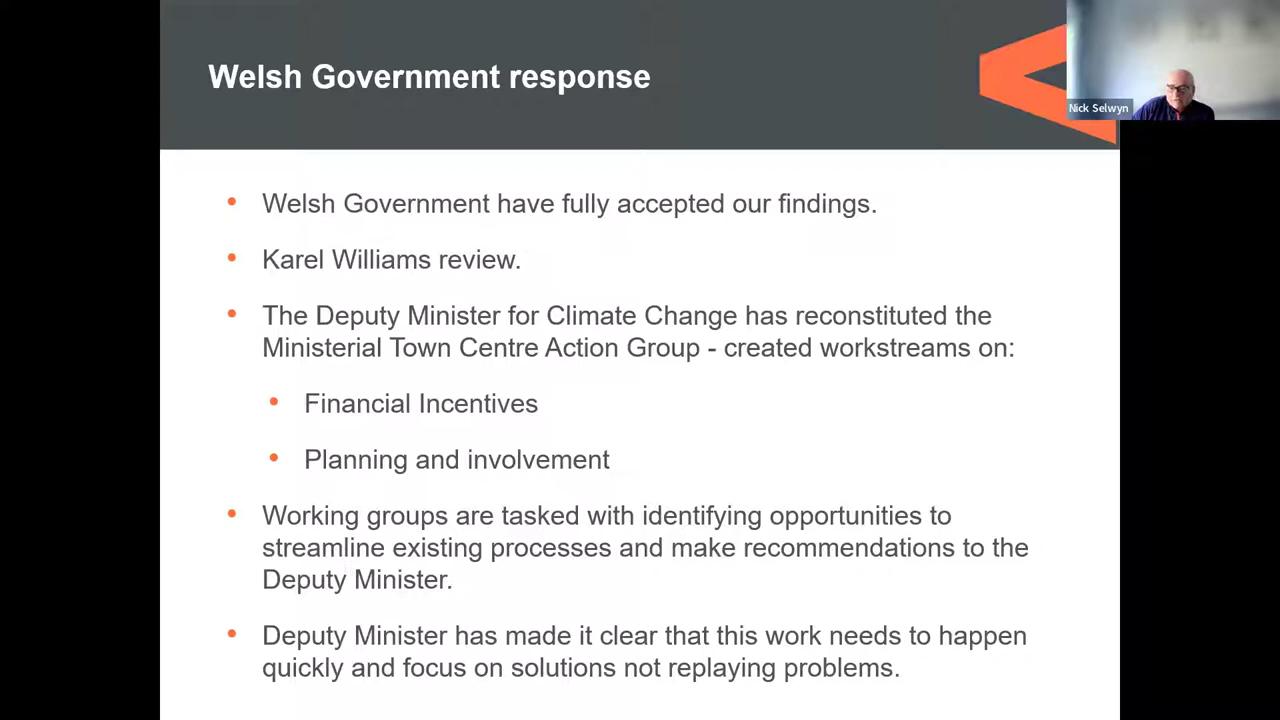 Welsh Government response
Nick Selwyn
• Welsh Government have fully accepted our findings.
• Karel Williams review.
• The Deputy Minister for Climate Change has reconstituted the
Ministerial Town Centre Action Group - created workstreams on:
• Financial Incentives
• Planning and involvement
• Working groups are tasked with identifying opportunities to
streamline existing processes and make recommendations to the
Deputy Minister.
• Deputy Minister has made it clear that this work needs to happen
quickly and focus on solutions not replaying problems.